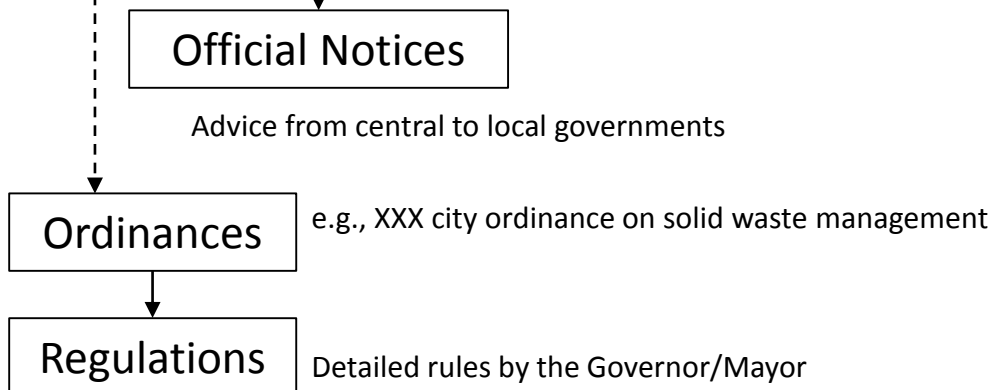 Official Notices
Advice from central to local governments
Ordinances
e.g., XXX city ordinance on solid waste management
Regulations
Detailed rules by the Governor/Mayor